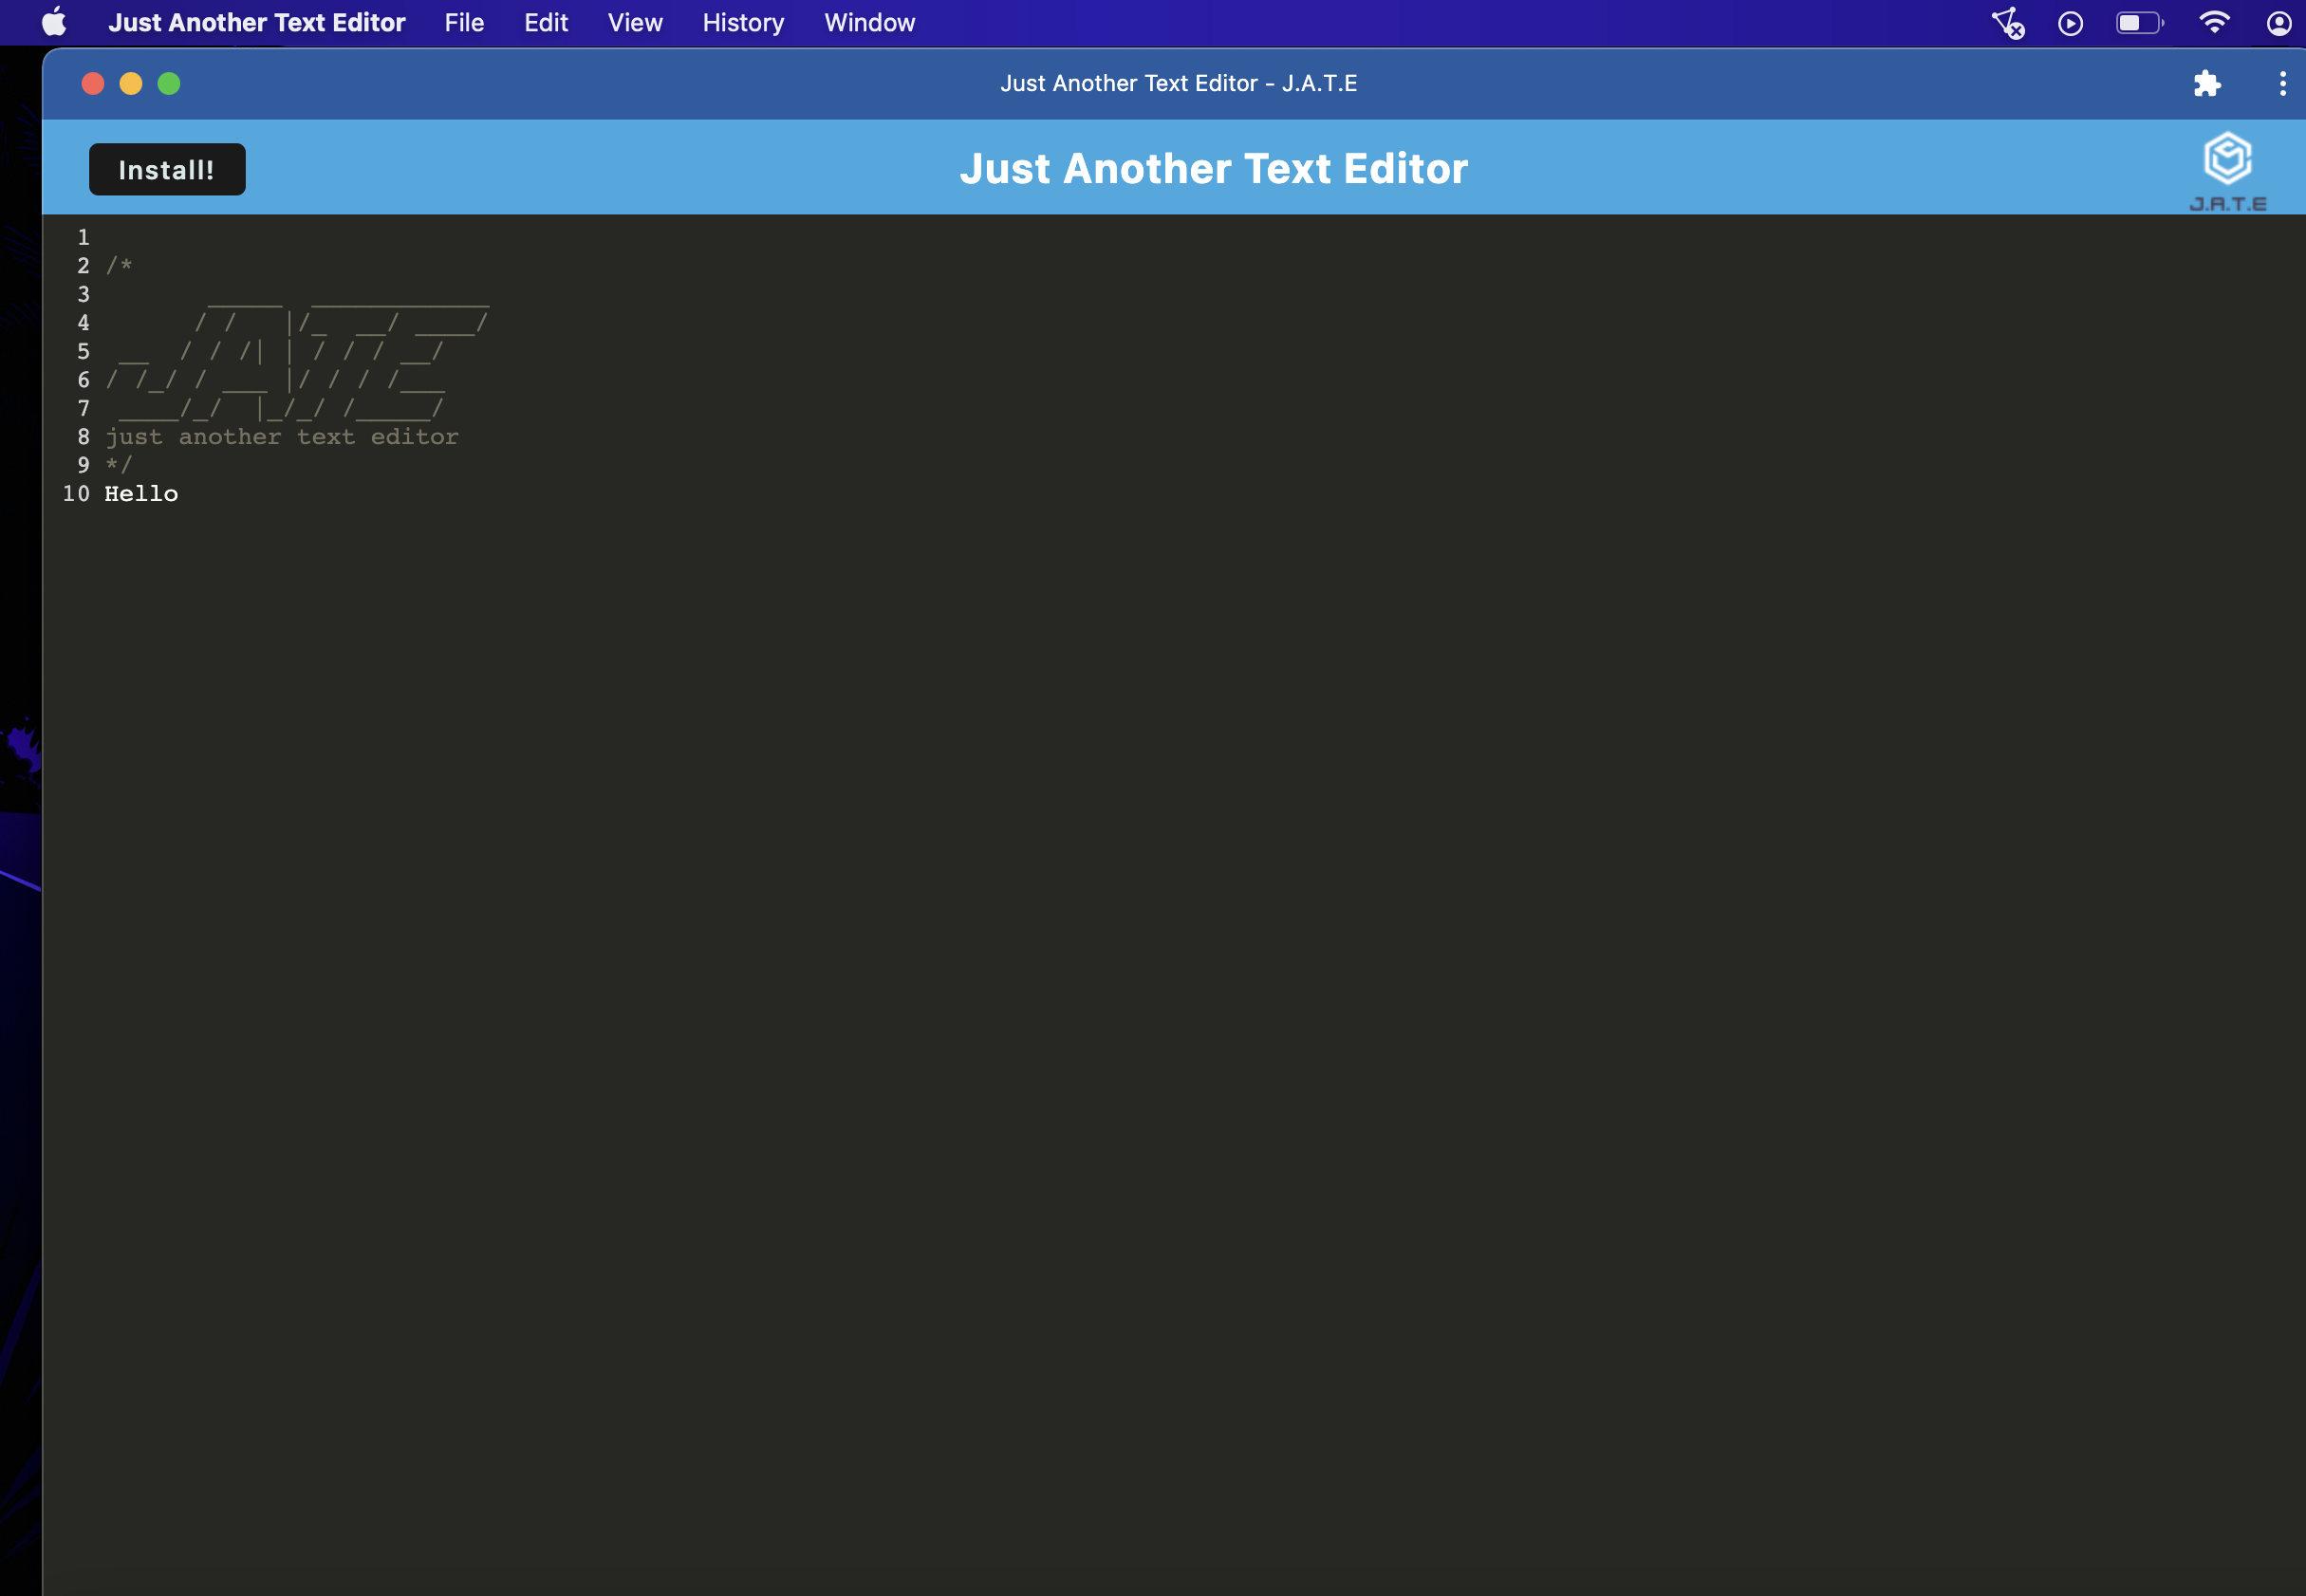 Just Another Text Editor File Edit View History Window
Just Another Text Editor - J.A.T.E
Install! Just Another Text Editor
J.A.T.E
1
2 /*
3        _____  ____________
4       / /   |/_  __/ ____/
5  __  / / /| | / / / __/
6 / /_/ / ___ |/ / / /___
7  ____/_/  |_/_/ /_____/
8 just another text editor
9 */
10 Hello